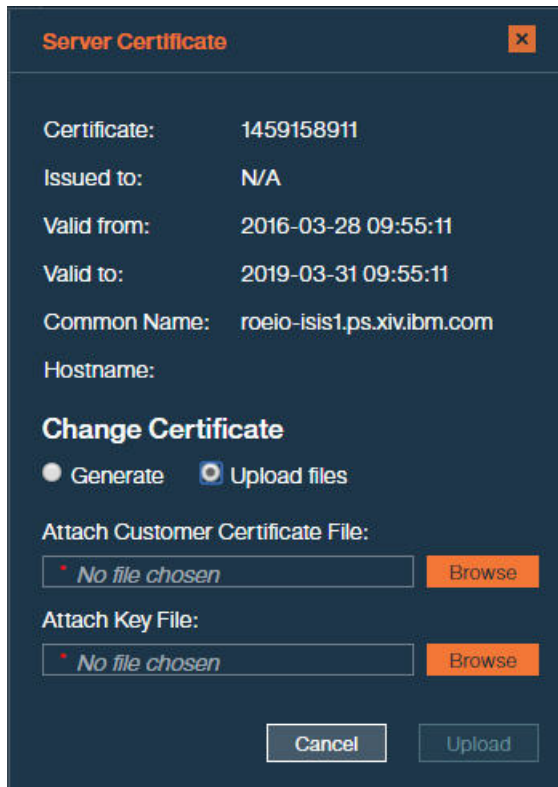 Server Certificate
Certificate: 1459158911
Issued to: N/A
Valid from: 2016-03-28 09:55:11
Valid to: 2019-03-31 09:55:11
Common Name: roeio-isis1.ps.xiv.ibm.com
Hostname:
Change Certificate
Generate Upload files
Attach Customer Certificate File:
* No file chosen Browse
Attach Key File:
* No file chosen Browse
Cancel Upload